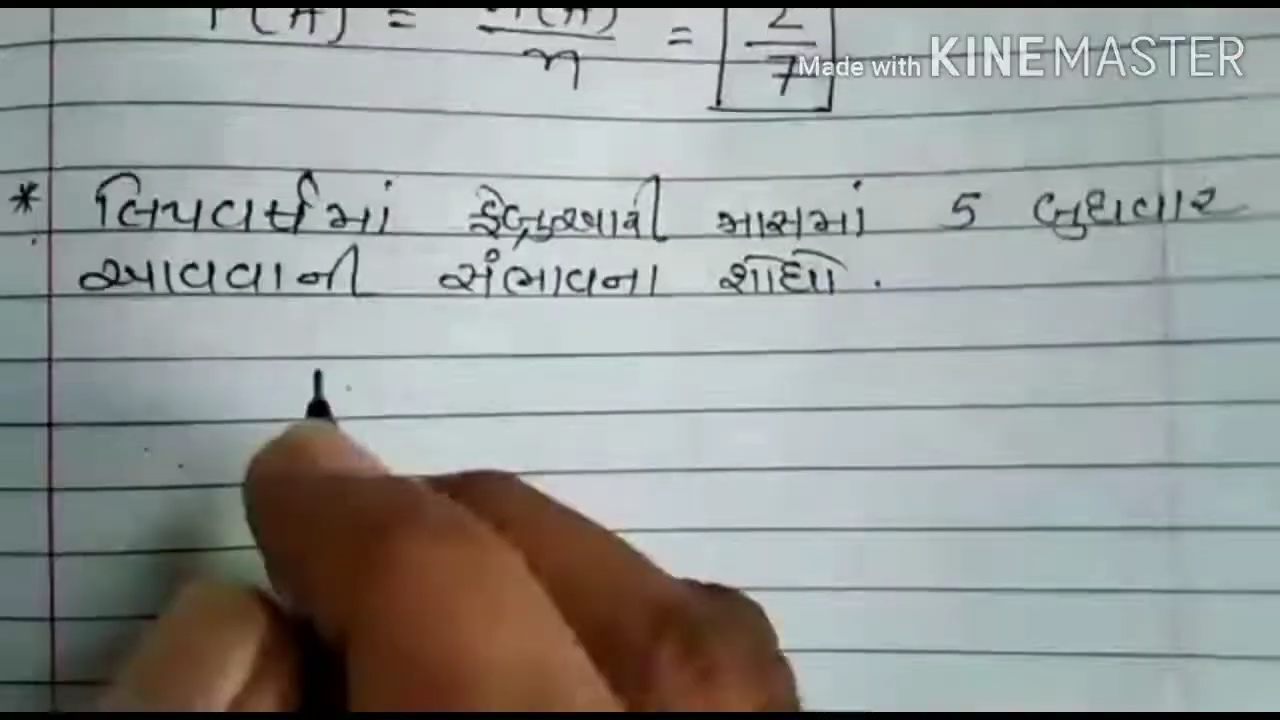 P(A) = m(A) / n = 2 / 7
Made with KINEMASTER
* લિપવર્ષમાં ફેબ્રુઆરી માસમાં 5 બુધવાર
આવવાની સંભાવના શોધો.